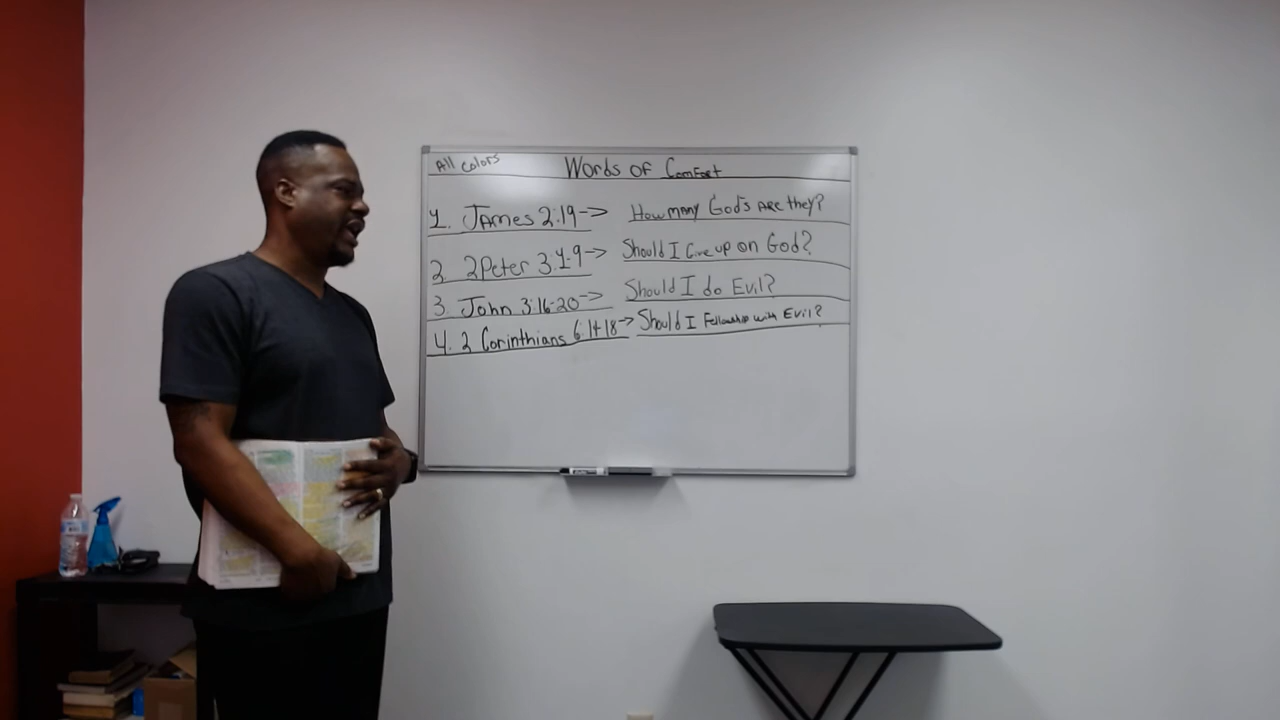 All Colors Words OF Comfort
1. JAmes 2:19-> How many God's Are they?
2. 2Peter 3:1-9-> Should I Give up on God?
3. John 3:16-20-> Should I do Evil?
4. 2 Corinthians 6:14-18-> Should I Fellowship with Evil?